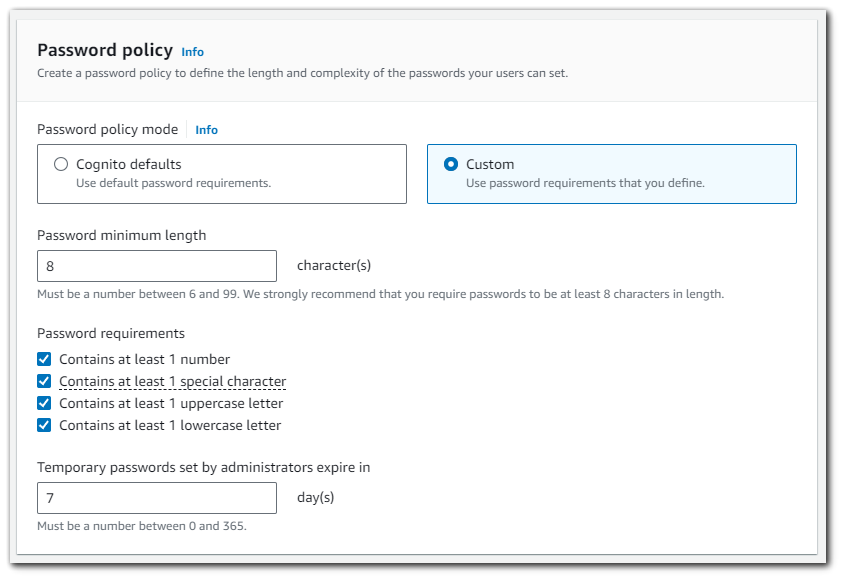 Password policy Info
Create a password policy to define the length and complexity of the passwords your users can set.
Password policy mode Info
Cognito defaults
Use default password requirements.
Custom
Use password requirements that you define.
Password minimum length
8 character(s)
Must be a number between 6 and 99. We strongly recommend that you require passwords to be at least 8 characters in length.
Password requirements
Contains at least 1 number
Contains at least 1 special character
Contains at least 1 uppercase letter
Contains at least 1 lowercase letter
Temporary passwords set by administrators expire in
7 day(s)
Must be a number between 0 and 365.